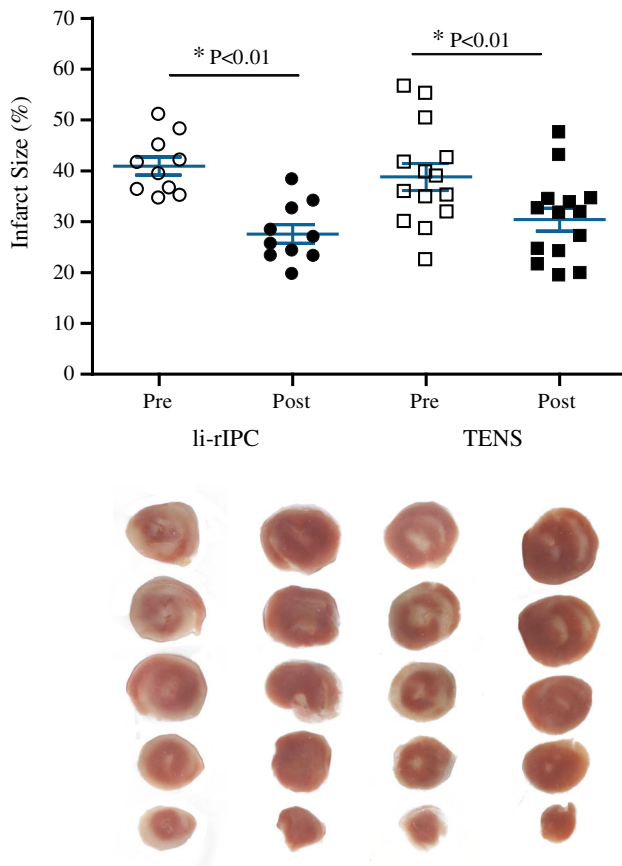 70
* P<0.01
* P<0.01
60
50
40
30
20
10
0
Infarct Size (%)
Pre
Post
Pre
Post
li-rIPC
TENS